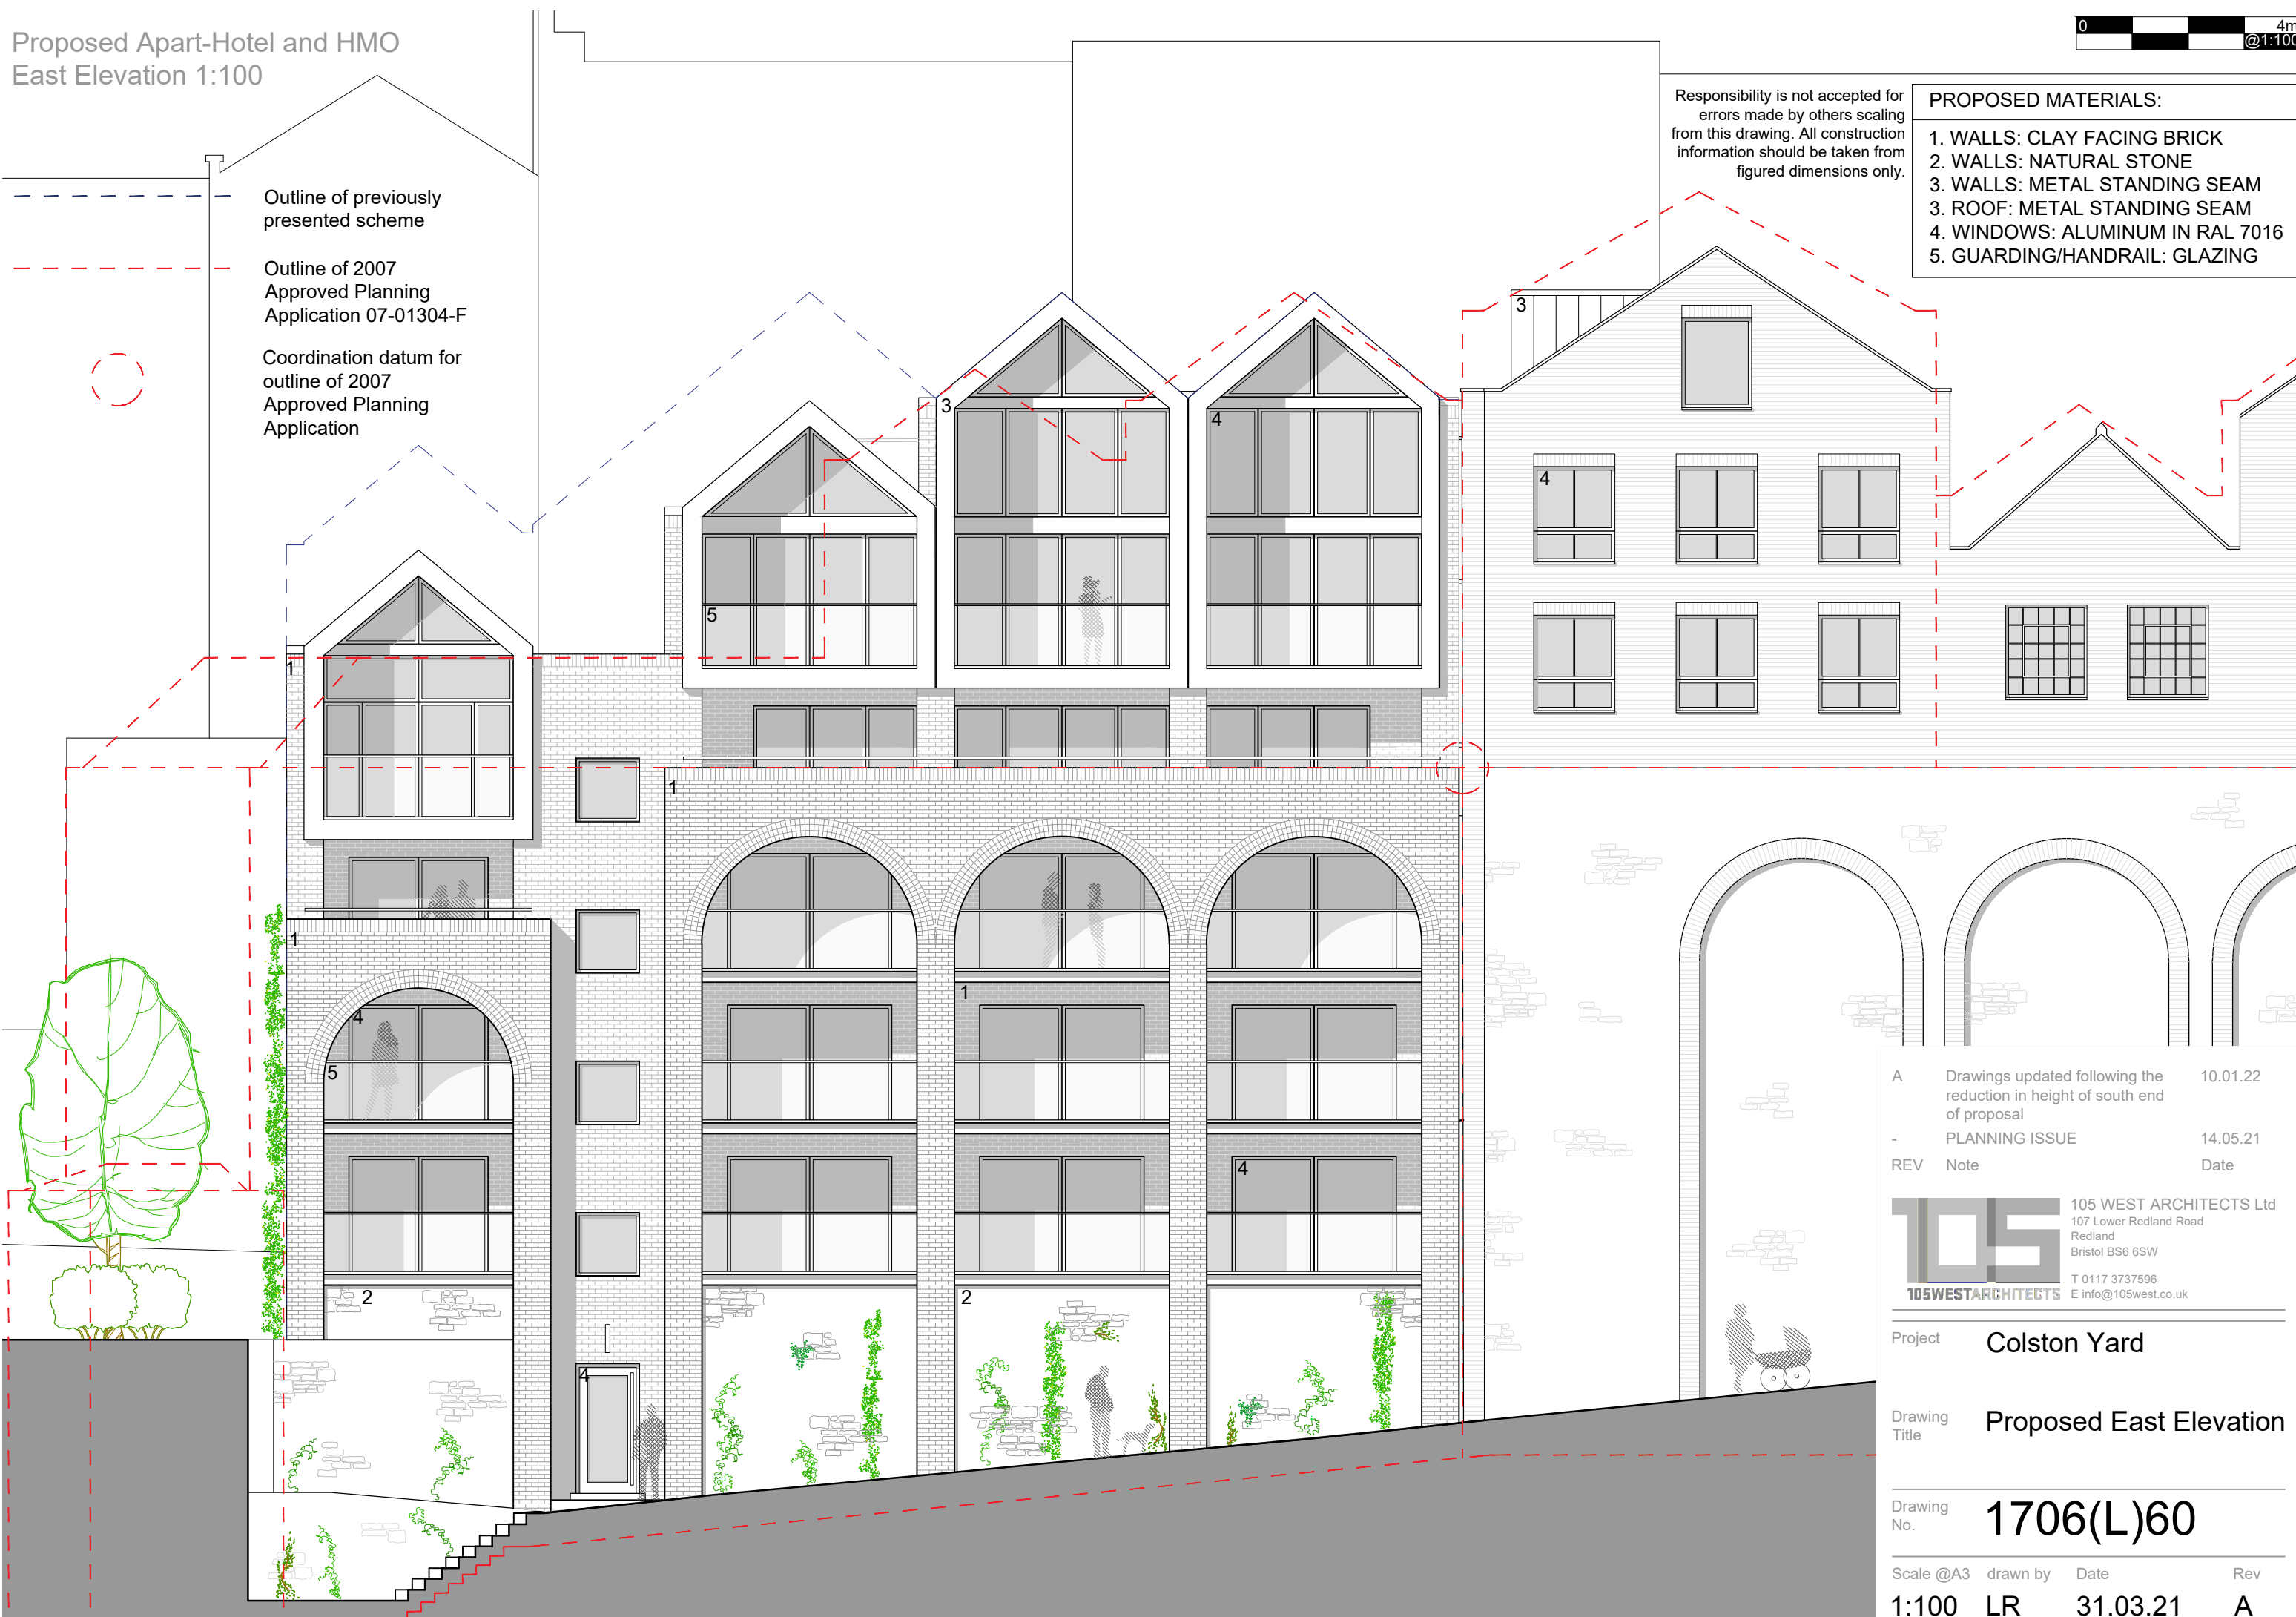 Proposed Apart-Hotel and HMO
East Elevation 1:100
Outline of previously
presented scheme
Outline of 2007
Approved Planning
Application 07-01304-F
Coordination datum for
outline of 2007
Approved Planning
Application
0
4m
@1:100
Responsibility is not accepted for
errors made by others scaling
from this drawing. All construction
information should be taken from
figured dimensions only.
PROPOSED MATERIALS:
1. WALLS: CLAY FACING BRICK
2. WALLS: NATURAL STONE
3. WALLS: METAL STANDING SEAM
3. ROOF: METAL STANDING SEAM
4. WINDOWS: ALUMINUM IN RAL 7016
5. GUARDING/HANDRAIL: GLAZING
3
3
4
4
5
1
1
1
1
4
5
4
2
2
4
A Drawings updated following the 10.01.22
reduction in height of south end
of proposal
- PLANNING ISSUE 14.05.21
REV Note Date
105
105WESTARCHITECTS
105 WEST ARCHITECTS Ltd
107 Lower Redland Road
Redland
Bristol BS6 6SW
T 0117 3737596
E info@105west.co.uk
Project Colston Yard
Drawing
Title
Proposed East Elevation
Drawing
No.
1706(L)60
Scale @A3 drawn by Date Rev
1:100 LR 31.03.21 A